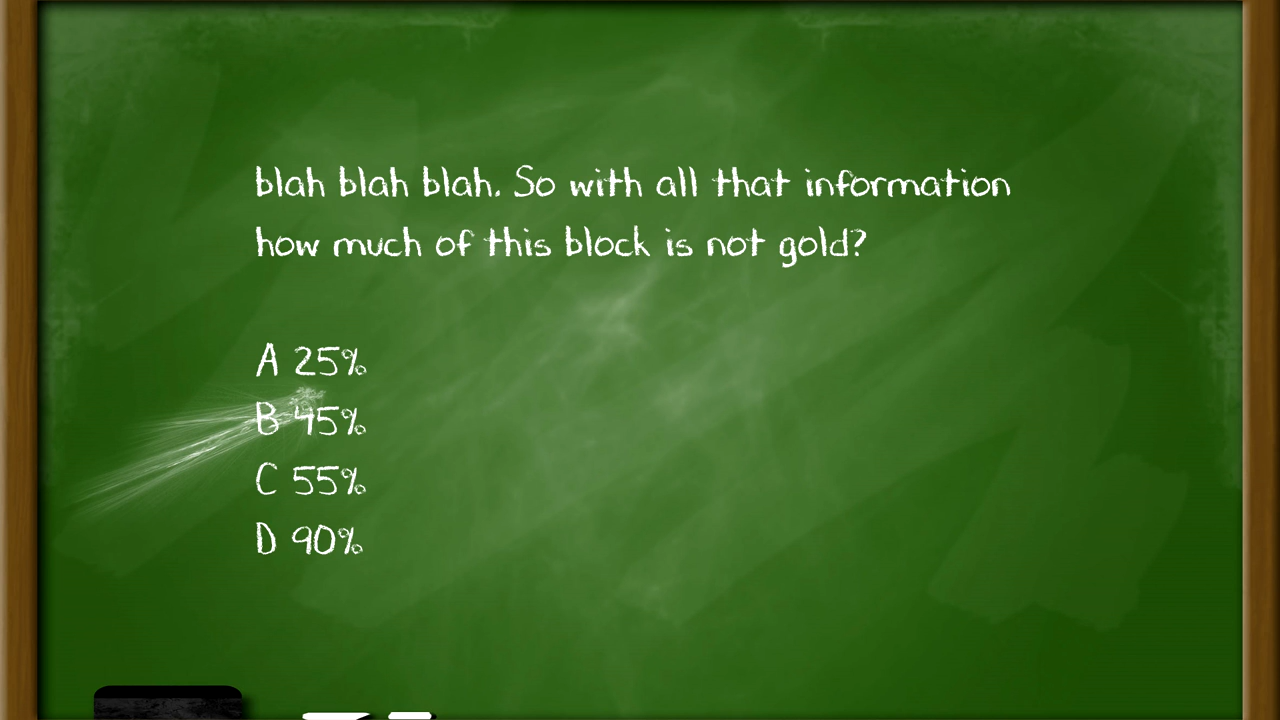 blah blah blah. So with all that information
how much of this block is not gold?
A 25%
B 45%
C 55%
D 90%